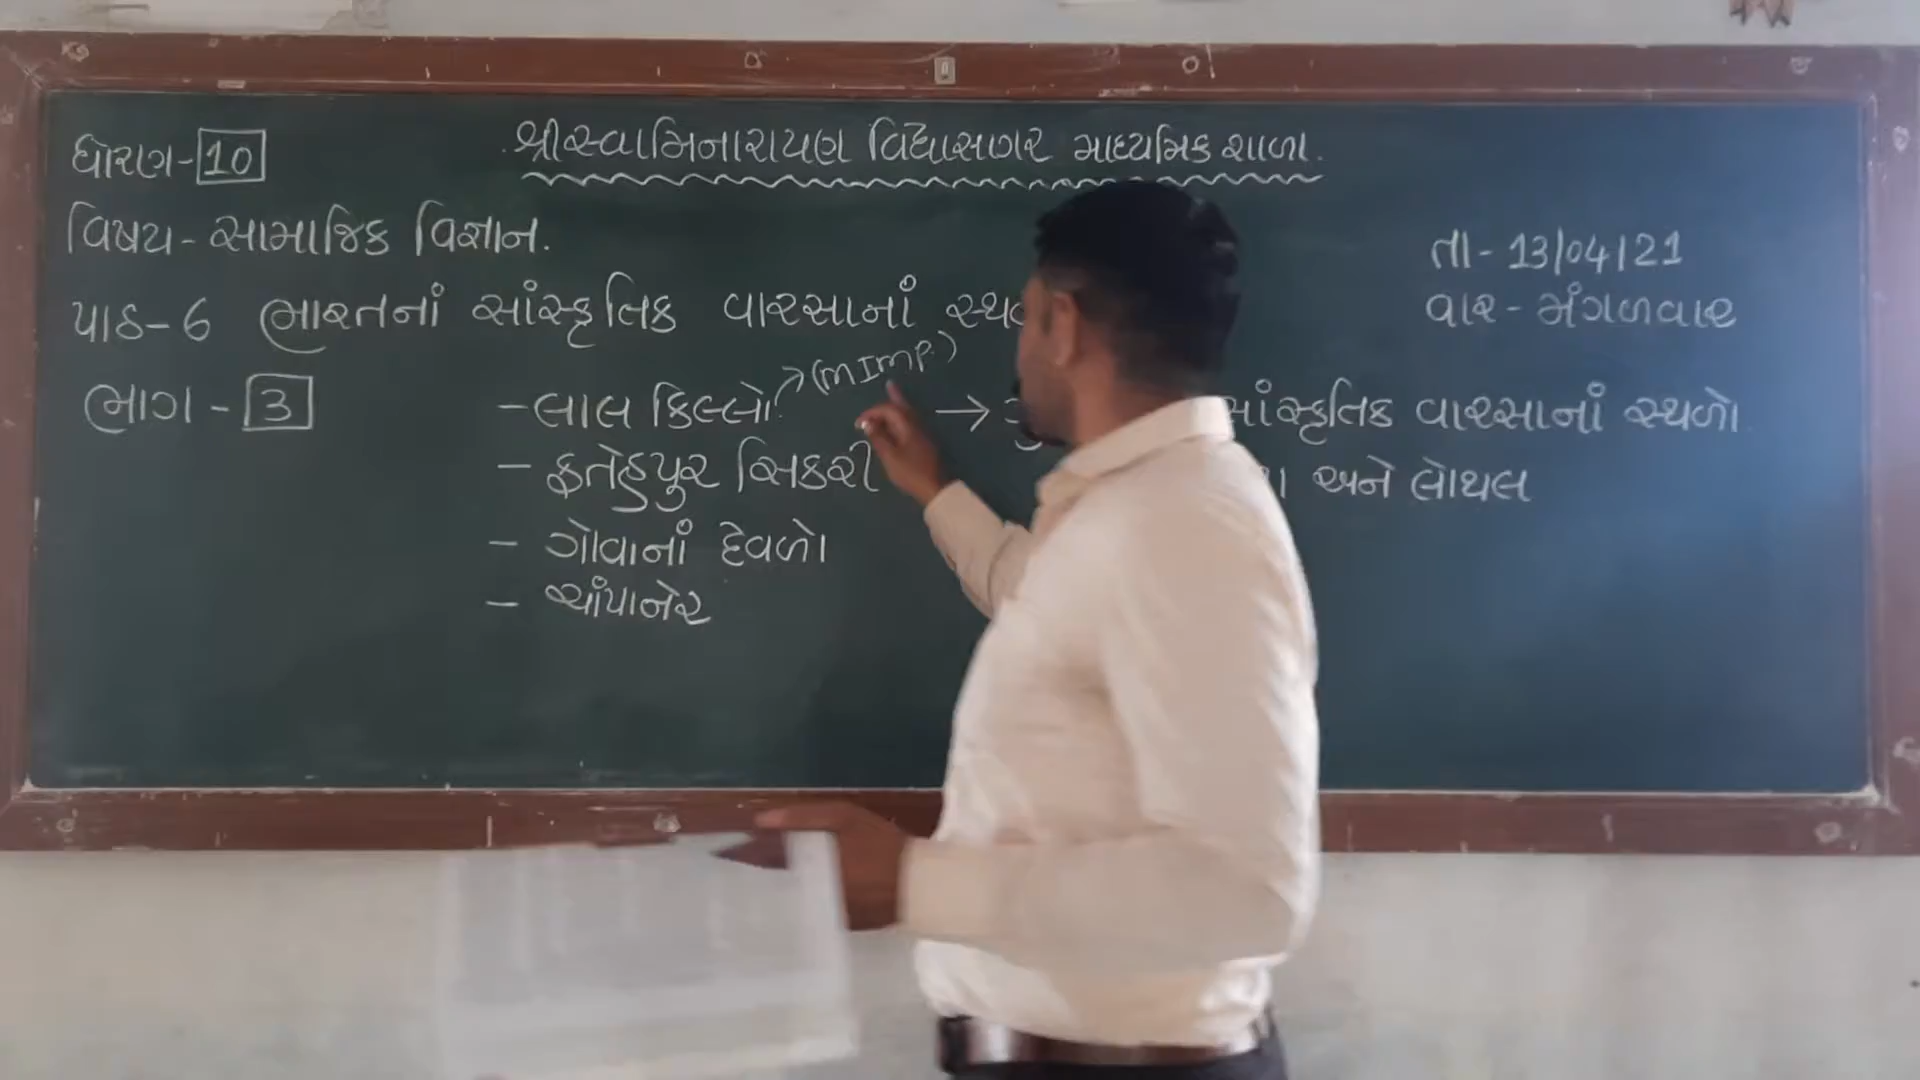 શ્રી સ્વામિનારાયણ વિદ્યાસાગર માધ્યમિક શાળા.
ધોરણ-10
વિષય- સામાજિક વિજ્ઞાન.
તા- 13/04/21
વાર- મંગળવાર
પાઠ-6 ભારતનાં સાંસ્કૃતિક વારસાનાં
ભાગ - 3
- લાલ કિલ્લો. → (MIMP.)
- ફતેહપુર સિકરી
- ગોવાનાં દેવળો
- ચાંપાનેર
→ સાંસ્કૃતિક વારસાનાં સ્થળો
અને લોથલ